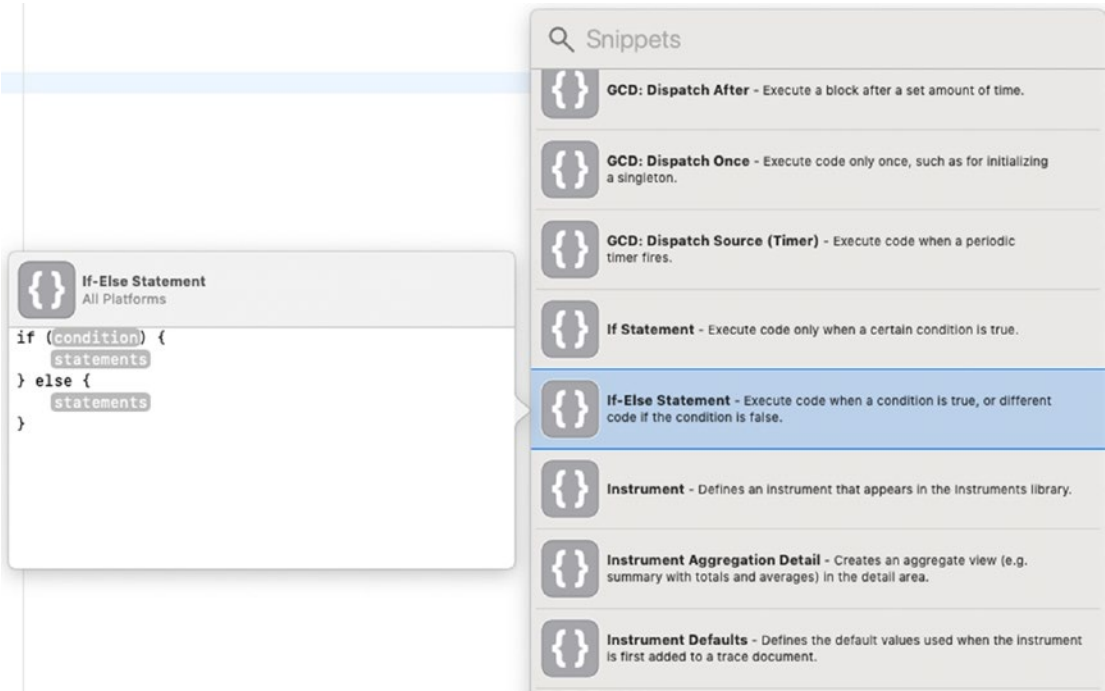 Snippets
GCD: Dispatch After - Execute a block after a set amount of time.
GCD: Dispatch Once - Execute code only once, such as for initializing
a singleton.
GCD: Dispatch Source (Timer) - Execute code when a periodic
timer fires.
If Statement - Execute code only when a certain condition is true.
If-Else Statement - Execute code when a condition is true, or different
code if the condition is false.
Instrument - Defines an instrument that appears in the Instruments library.
Instrument Aggregation Detail - Creates an aggregate view (e.g.
summary with totals and averages) in the detail area.
Instrument Defaults - Defines the default values used when the instrument
is first added to a trace document.
If-Else Statement
All Platforms
if (condition) {
    statements
} else {
    statements
}